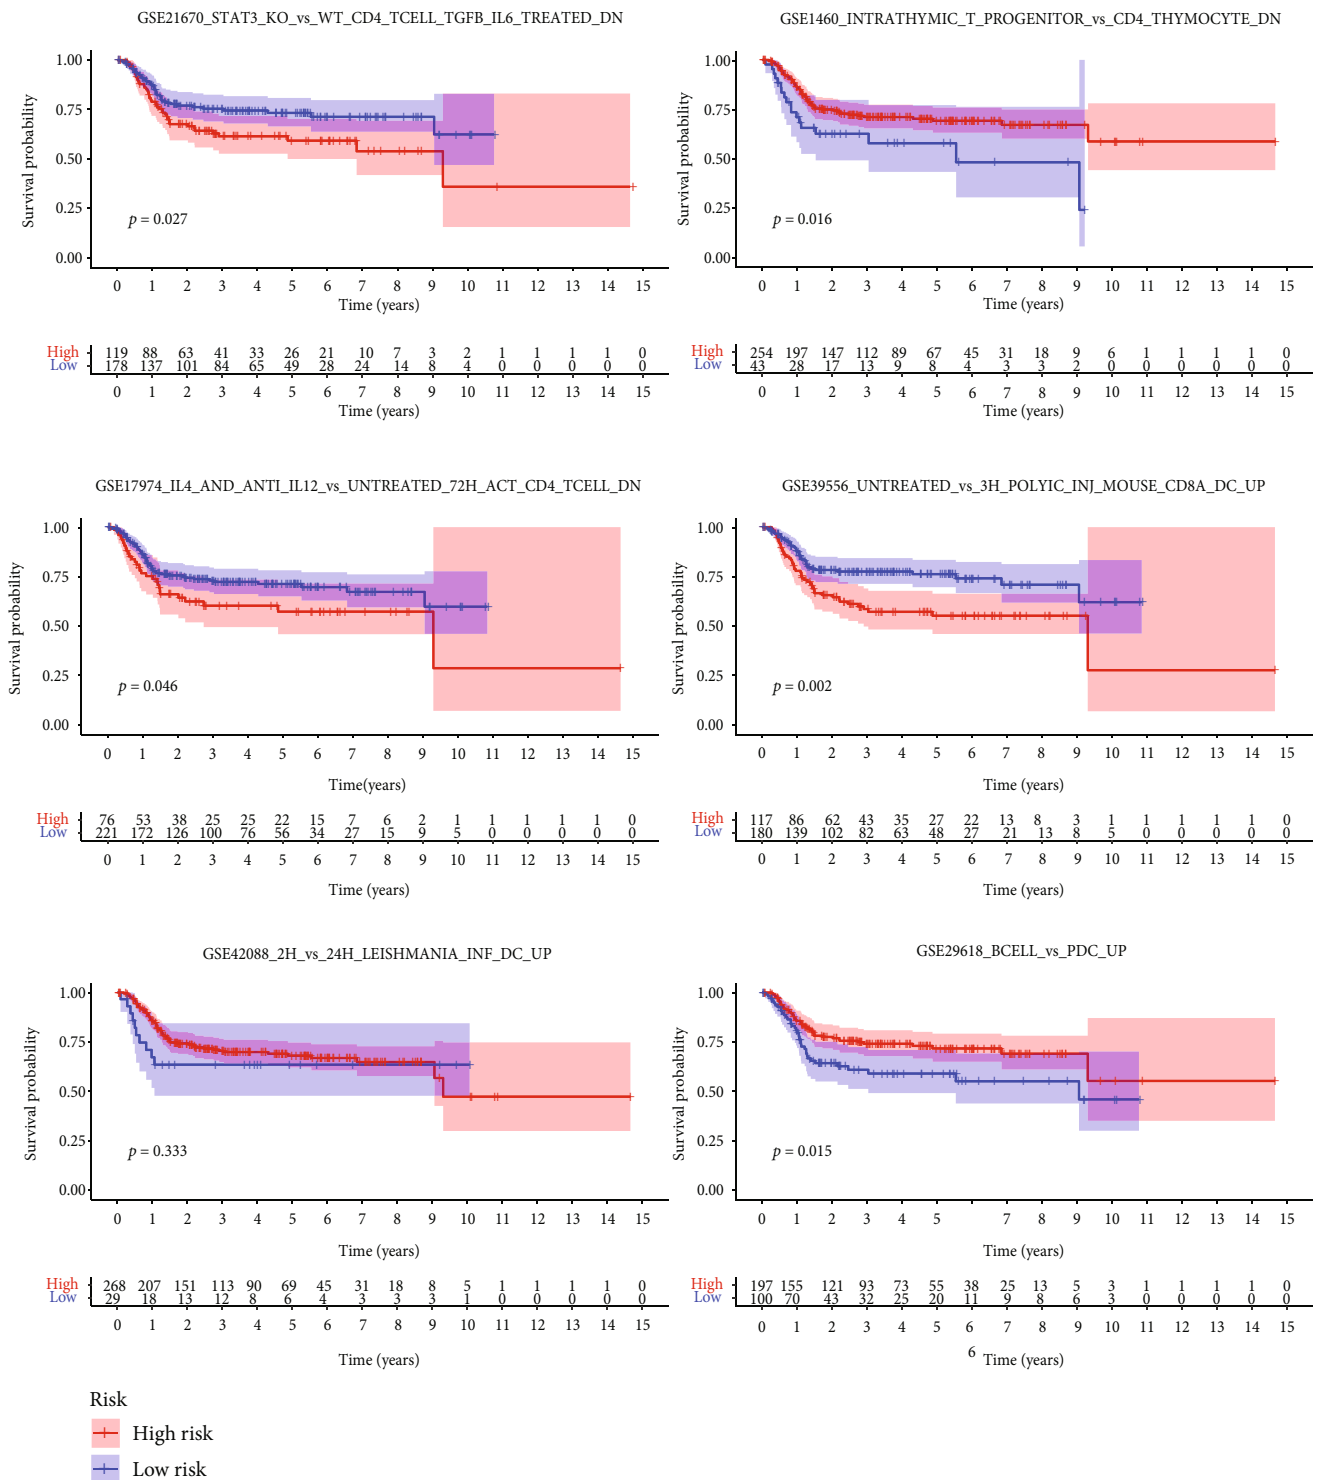 GSE21670_STAT3_KO_vs_WT_CD4_TCELL_TGFB_IL6_TREATED_DN
Survival probability
1.00
0.75
0.50
0.25
0.00
p = 0.027
0 1 2 3 4 5 6 7 8 9 10 11 12 13 14 15
Time (years)
High 119 88 63 41 33 26 21 10 7 3 2 1 1 1 1 0
Low 178 137 101 84 65 49 28 24 14 8 4 0 0 0 0 0
0 1 2 3 4 5 6 7 8 9 10 11 12 13 14 15
Time (years)
GSE1460_INTRATHYMIC_T_PROGENITOR_vs_CD4_THYMOCYTE_DN
Survival probability
1.00
0.75
0.50
0.25
0.00
p = 0.016
0 1 2 3 4 5 6 7 8 9 10 11 12 13 14 15
Time (years)
High 254 197 147 112 89 67 45 31 18 9 6 1 1 1 1 0
Low 43 28 17 13 9 8 4 3 3 2 0 0 0 0 0 0
0 1 2 3 4 5 6 7 8 9 10 11 12 13 14 15
Time (years)
GSE17974_IL4_AND_ANTI_IL12_vs_UNTREATED_72H_ACT_CD4_TCELL_DN
Survival probability
1.00
0.75
0.50
0.25
0.00
p = 0.046
0 1 2 3 4 5 6 7 8 9 10 11 12 13 14 15
Time(years)
High 76 53 38 25 25 22 15 7 6 2 1 1 1 1 1 0
Low 221 172 126 100 76 56 34 27 15 9 5 0 0 0 0 0
0 1 2 3 4 5 6 7 8 9 10 11 12 13 14 15
Time (years)
GSE39556_UNTREATED_vs_3H_POLYIC_INJ_MOUSE_CD8A_DC_UP
Survival probability
1.00
0.75
0.50
0.25
0.00
p = 0.002
0 1 2 3 4 5 6 7 8 9 10 11 12 13 14 15
Time (years)
High 117 86 62 43 35 27 22 13 8 3 1 1 1 1 1 0
Low 180 139 102 82 63 48 27 21 13 8 5 0 0 0 0 0
0 1 2 3 4 5 6 7 8 9 10 11 12 13 14 15
Time (years)
GSE42088_2H_vs_24H_LEISHMANIA_INF_DC_UP
Survival probability
1.00
0.75
0.50
0.25
0.00
p = 0.333
0 1 2 3 4 5 6 7 8 9 10 11 12 13 14 15
Time (years)
High 268 207 151 113 90 69 45 31 18 8 5 1 1 1 1 0
Low 29 18 13 12 8 6 4 3 3 3 1 0 0 0 0 0
0 1 2 3 4 5 6 7 8 9 10 11 12 13 14 15
Time (years)
GSE29618_BCELL_vs_PDC_UP
Survival probability
1.00
0.75
0.50
0.25
0.00
p = 0.015
0 1 2 3 5 5 7 8 9 10 11 12 13 14 15
Time (years)
High 197 155 121 93 73 55 38 25 13 5 3 1 1 1 1 0
Low 100 70 43 32 25 20 11 9 8 6 3 0 0 0 0 0
0 1 2 3 4 5 6 7 8 9 10 11 12 13 14 15
6
Time (years)
Risk
High risk
Low risk